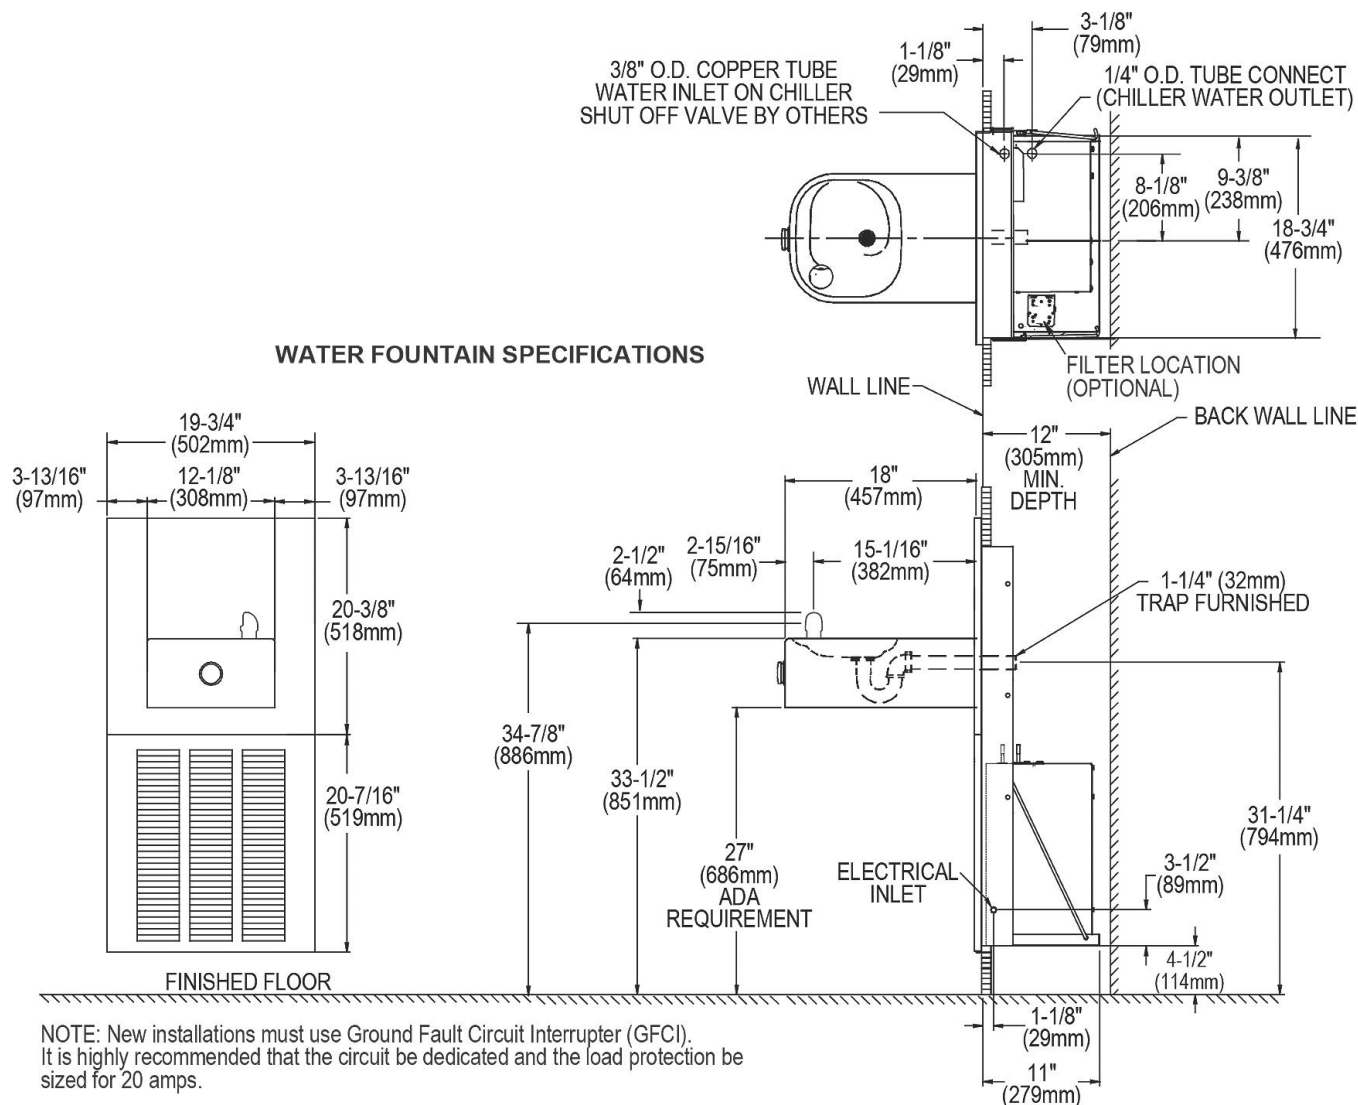 3-1/8"
(79mm)
1-1/8"
(29mm)
3/8" O.D. COPPER TUBE
WATER INLET ON CHILLER
SHUT OFF VALVE BY OTHERS
1/4" O.D. TUBE CONNECT
(CHILLER WATER OUTLET)
8-1/8"
(206mm)
9-3/8"
(238mm)
18-3/4"
(476mm)
WATER FOUNTAIN SPECIFICATIONS
FILTER LOCATION
(OPTIONAL)
WALL LINE
BACK WALL LINE
19-3/4"
(502mm)
3-13/16"
(97mm)
12-1/8"
(308mm)
3-13/16"
(97mm)
12"
(305mm)
MIN.
DEPTH
18"
(457mm)
2-1/2"
(64mm)
2-15/16"
(75mm)
15-1/16"
(382mm)
1-1/4" (32mm)
TRAP FURNISHED
20-3/8"
(518mm)
34-7/8"
(886mm)
33-1/2"
(851mm)
20-7/16"
(519mm)
27"
(686mm)
ADA
REQUIREMENT
ELECTRICAL
INLET
31-1/4"
(794mm)
3-1/2"
(89mm)
4-1/2"
(114mm)
FINISHED FLOOR
1-1/8"
(29mm)
11"
(279mm)
NOTE: New installations must use Ground Fault Circuit Interrupter (GFCI).
It is highly recommended that the circuit be dedicated and the load protection be
sized for 20 amps.